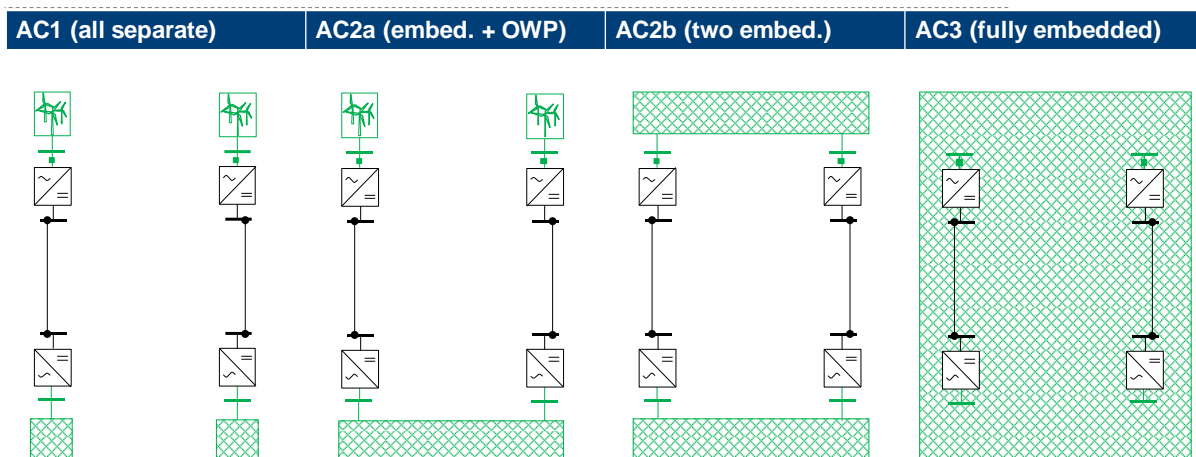 AC1 (all separate)
AC2a (embed. + OWP)
AC2b (two embed.)
AC3 (fully embedded)